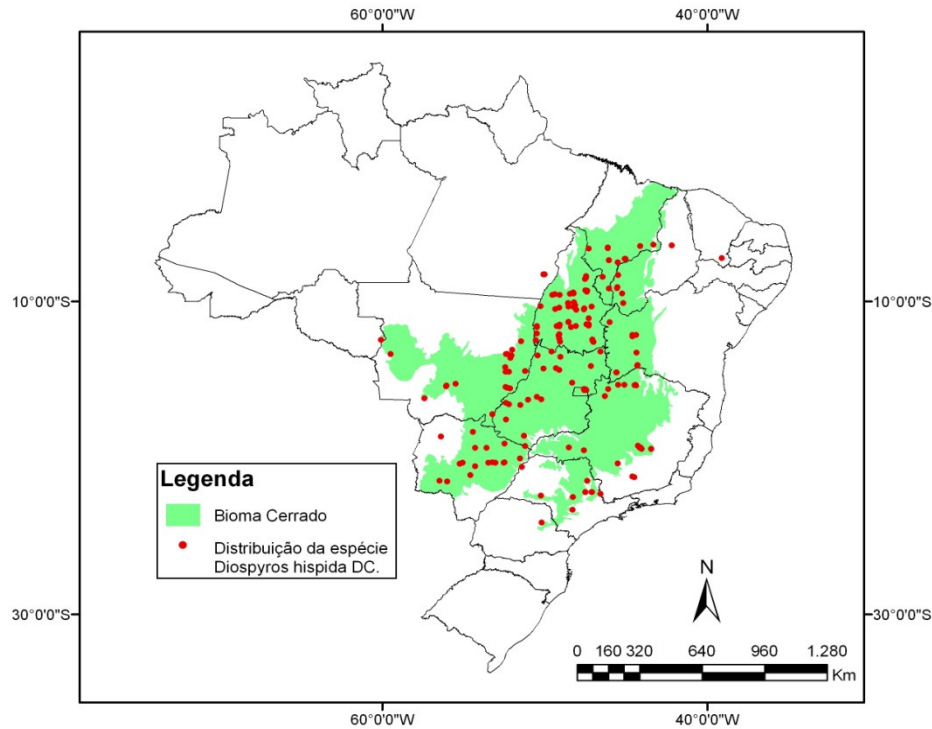 60°0'0"W
40°0'0"W
10°0'0"S
10°0'0"S
Legenda
Bioma Cerrado
Distribuição da espécie
Diospyros hispida DC.
N
30°0'0"S
30°0'0"S
0 160 320 640 960 1.280
Km
60°0'0"W
40°0'0"W